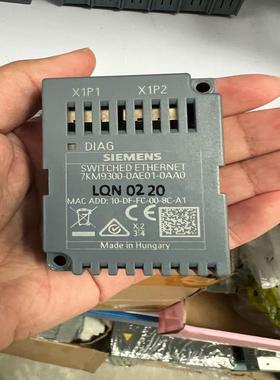 X1P1 X1P2
DIAG
SIEMENS
SWITCHED ETHERNET
7KM9300-0AE01-0AA0
LQN 02 20
MAC ADD: 10-DF-FC-00-8C-A1
X:2
3|4
Made in Hungary